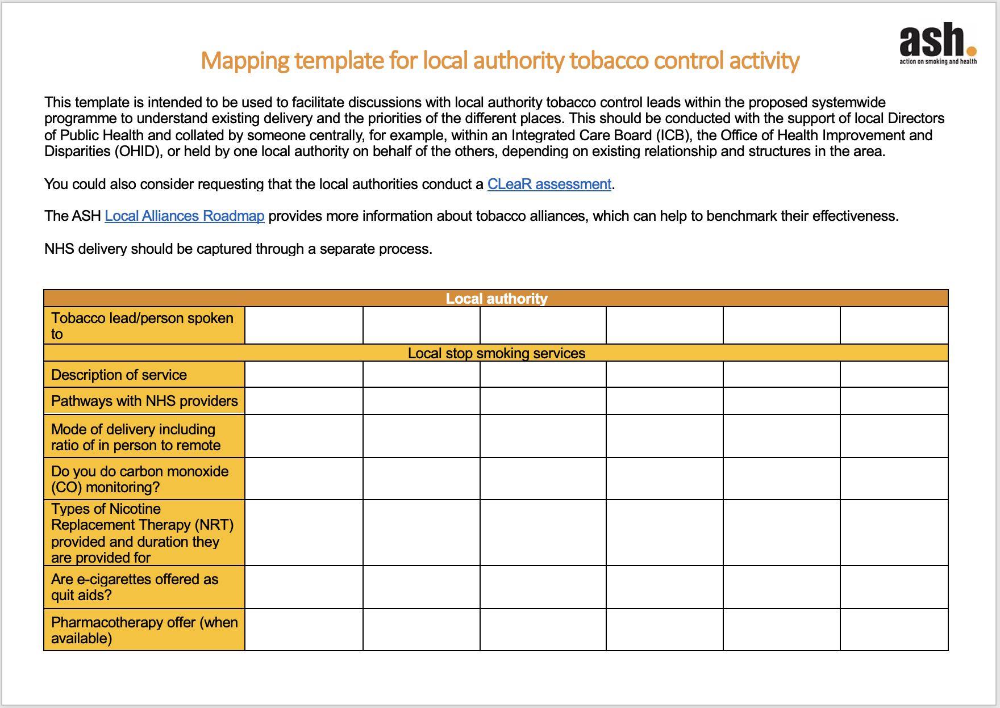 ash.
action on smoking and health
Mapping template for local authority tobacco control activity
This template is intended to be used to facilitate discussions with local authority tobacco control leads within the proposed systemwide
programme to understand existing delivery and the priorities of the different places. This should be conducted with the support of local Directors
of Public Health and collated by someone centrally, for example, within an Integrated Care Board (ICB), the Office of Health Improvement and
Disparities (OHID), or held by one local authority on behalf of the others, depending on existing relationship and structures in the area.
You could also consider requesting that the local authorities conduct a CLeaR assessment.
The ASH Local Alliances Roadmap provides more information about tobacco alliances, which can help to benchmark their effectiveness.
NHS delivery should be captured through a separate process.
Local authority
Tobacco lead/person spoken
to
Local stop smoking services
Description of service
Pathways with NHS providers
Mode of delivery including
ratio of in person to remote
Do you do carbon monoxide
(CO) monitoring?
Types of Nicotine
Replacement Therapy (NRT)
provided and duration they
are provided for
Are e-cigarettes offered as
quit aids?
Pharmacotherapy offer (when
available)